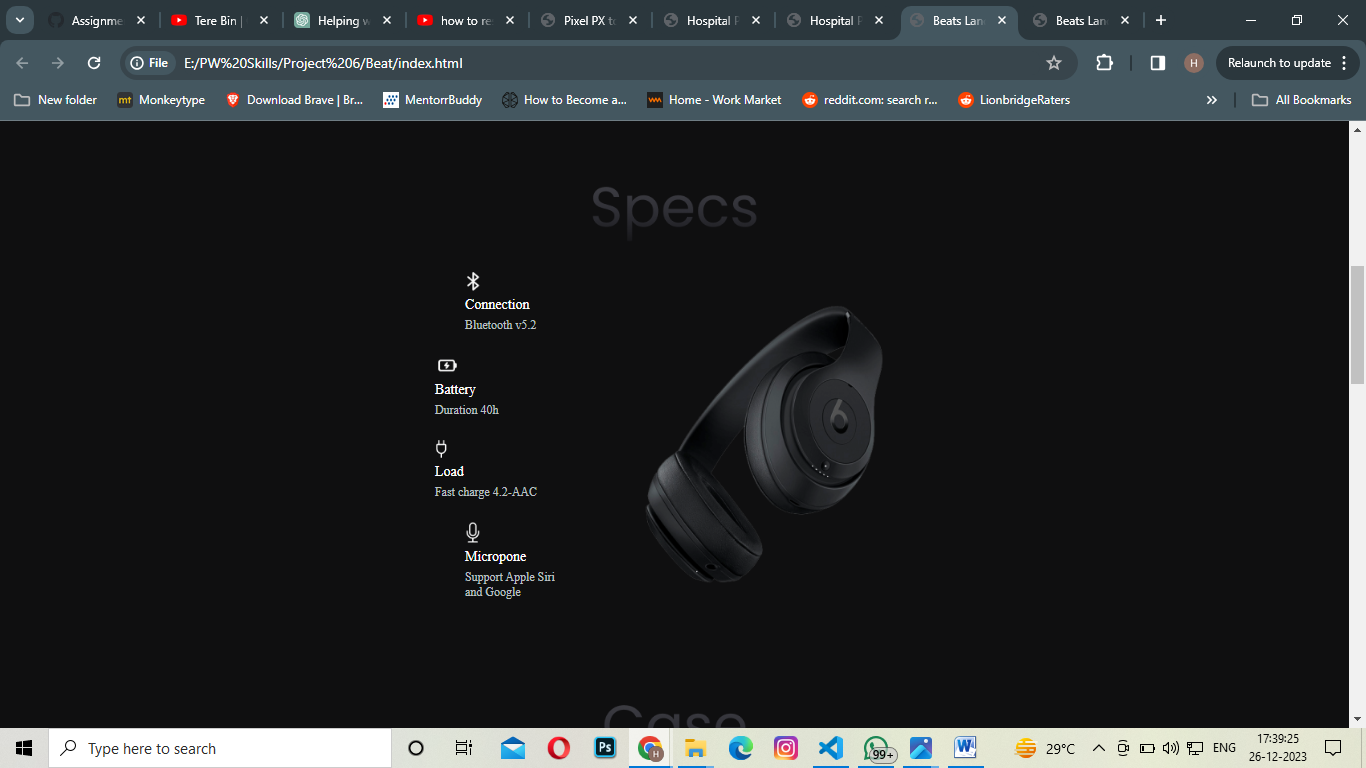 Assignme
Tere Bin |
Helping w
how to re
Pixel PX to
Hospital P
Hospital P
Beats Lan
Beats Lan
File
E:/PW%20Skills/Project%206/Beat/index.html
H
Relaunch to update
New folder
mt
Monkeytype
Download Brave | Br...
MentorrBuddy
How to Become a...
Home - Work Market
reddit.com: search r...
LionbridgeRaters
All Bookmarks
Specs
Connection
Bluetooth v5.2
Battery
Duration 40h
Load
Fast charge 4.2-AAC
Micropone
Support Apple Siri
and Google
Case
Type here to search
Ps
H
99+
W
29°C
ENG
17:39:25
26-12-2023